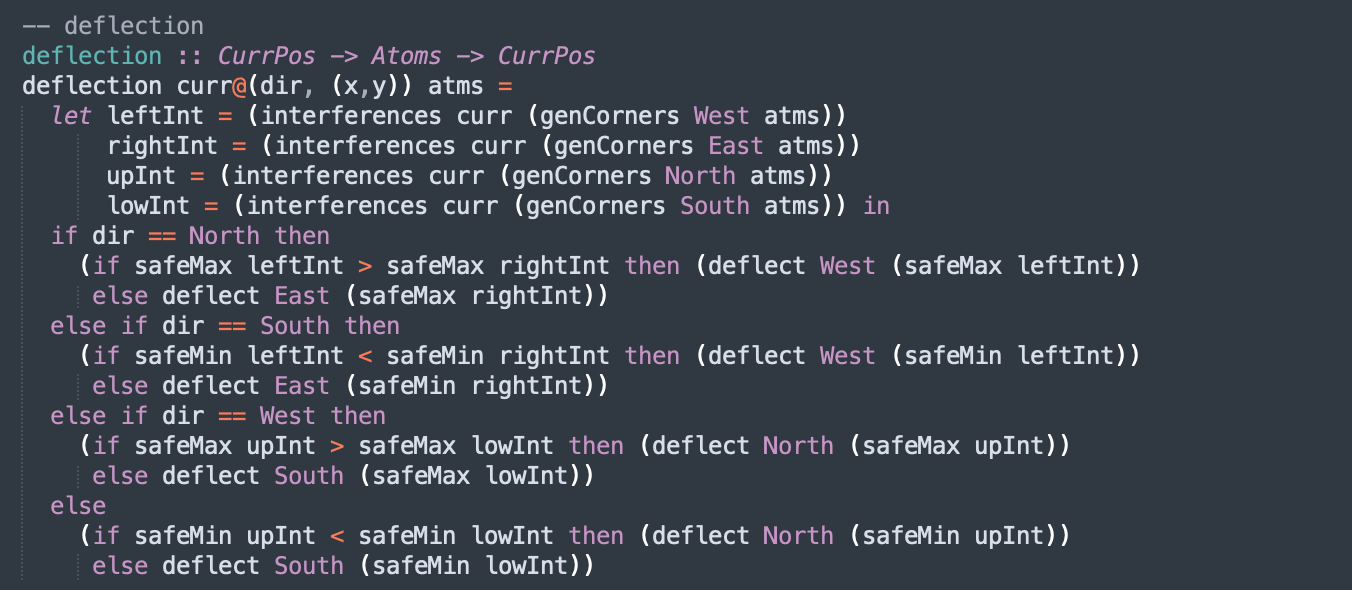 -- deflection
deflection :: CurrPos -> Atoms -> CurrPos
deflection curr@(dir, (x,y)) atms =
  let leftInt = (interferences curr (genCorners West atms))
      rightInt = (interferences curr (genCorners East atms))
      upInt = (interferences curr (genCorners North atms))
      lowInt = (interferences curr (genCorners South atms)) in
  if dir == North then
    (if safeMax leftInt > safeMax rightInt then (deflect West (safeMax leftInt))
     else deflect East (safeMax rightInt))
  else if dir == South then
    (if safeMin leftInt < safeMin rightInt then (deflect West (safeMin leftInt))
     else deflect East (safeMin rightInt))
  else if dir == West then
    (if safeMax upInt > safeMax lowInt then (deflect North (safeMax upInt))
     else deflect South (safeMax lowInt))
  else
    (if safeMin upInt < safeMin lowInt then (deflect North (safeMin upInt))
     else deflect South (safeMin lowInt))